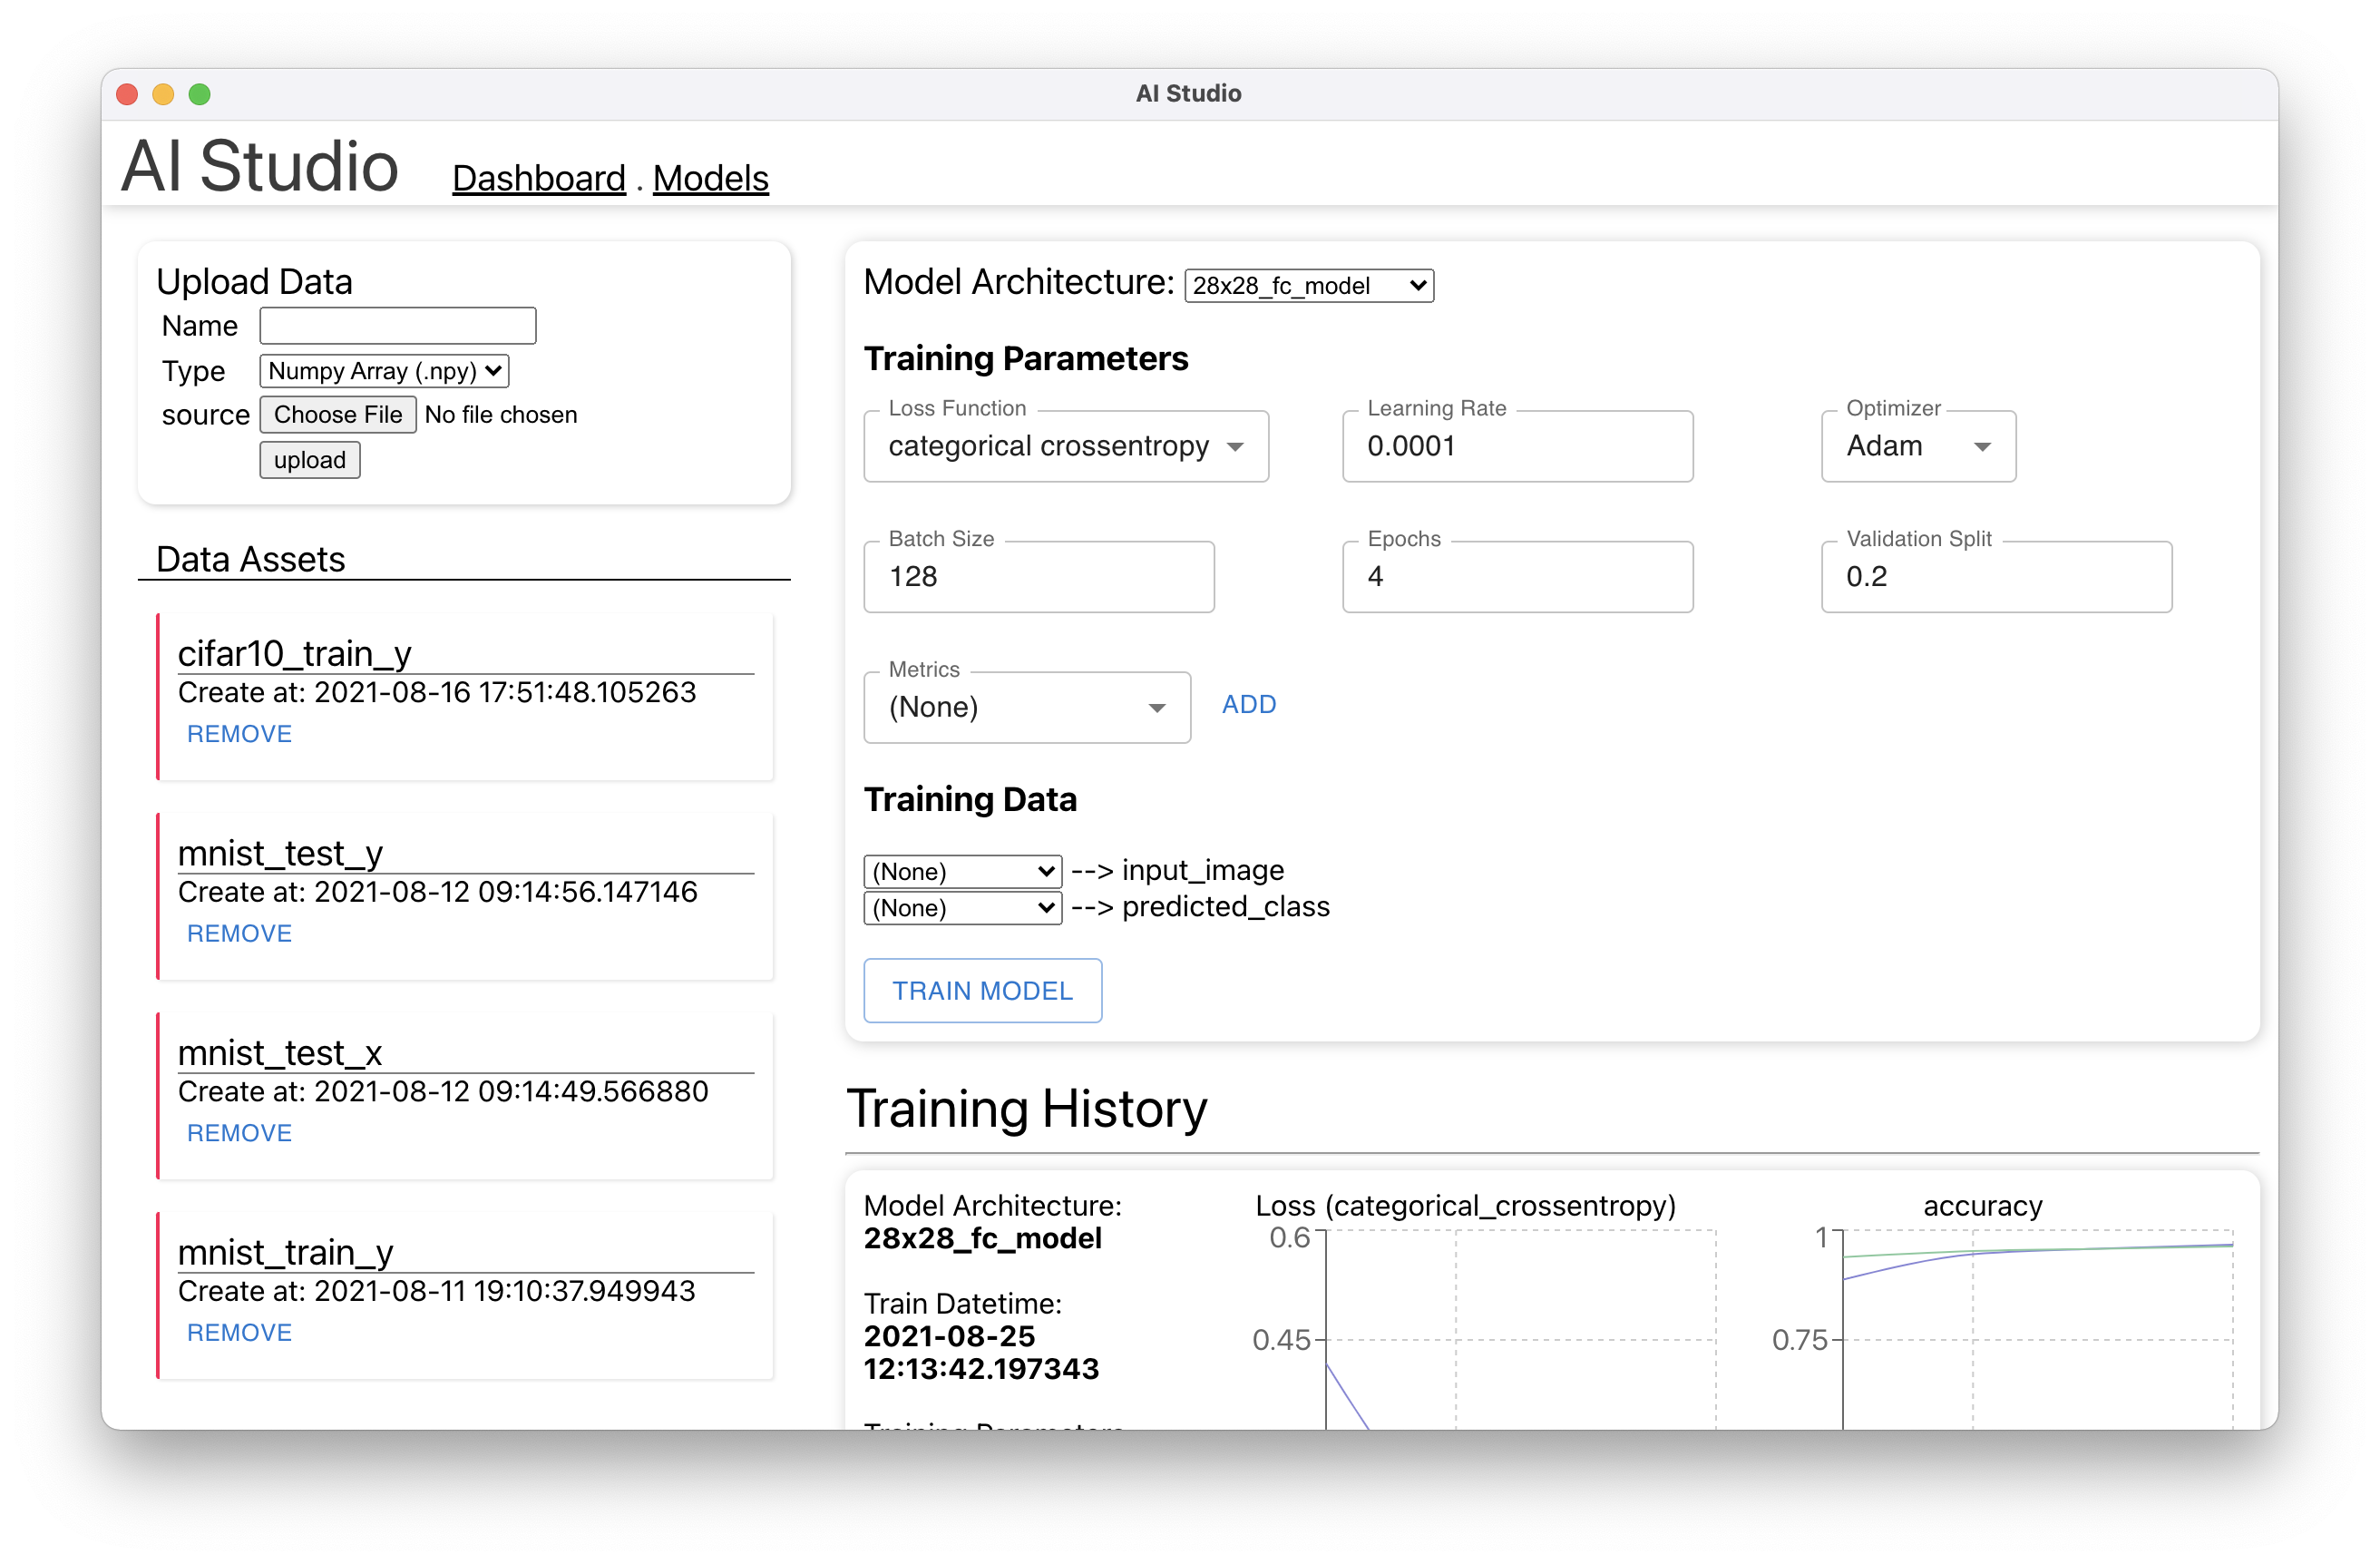 AI Studio
AI Studio
Dashboard . Models
Upload Data
Name
Type Numpy Array (.npy)
source Choose File No file chosen
upload
Data Assets
cifar10_train_y
Create at: 2021-08-16 17:51:48.105263
REMOVE
mnist_test_y
Create at: 2021-08-12 09:14:56.147146
REMOVE
mnist_test_x
Create at: 2021-08-12 09:14:49.566880
REMOVE
mnist_train_y
Create at: 2021-08-11 19:10:37.949943
REMOVE
Model Architecture: 28x28_fc_model
Training Parameters
Loss Function
categorical crossentropy
Learning Rate
0.0001
Optimizer
Adam
Batch Size
128
Epochs
4
Validation Split
0.2
Metrics
(None)
ADD
Training Data
(None) --> input_image
(None) --> predicted_class
TRAIN MODEL
Training History
Model Architecture:
28x28_fc_model
Train Datetime:
2021-08-25
12:13:42.197343
Training Parameters
Loss (categorical_crossentropy)
0.6
0.45
accuracy
1
0.75